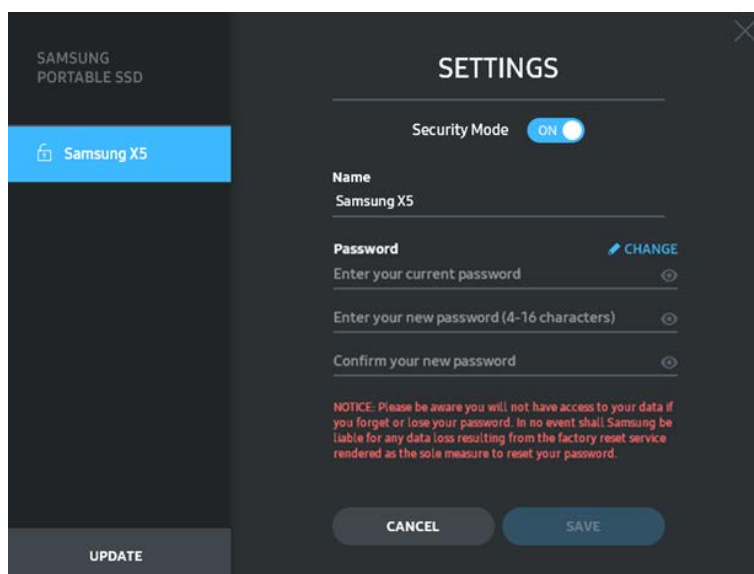 SAMSUNG
PORTABLE SSD
Samsung X5
UPDATE
SETTINGS
Security Mode ON
Name
Samsung X5
Password CHANGE
Enter your current password
Enter your new password (4-16 characters)
Confirm your new password
NOTICE: Please be aware you will not have access to your data if
you forget or lose your password. In no event shall Samsung be
liable for any data loss resulting from the factory reset service
rendered as the sole measure to reset your password.
CANCEL SAVE